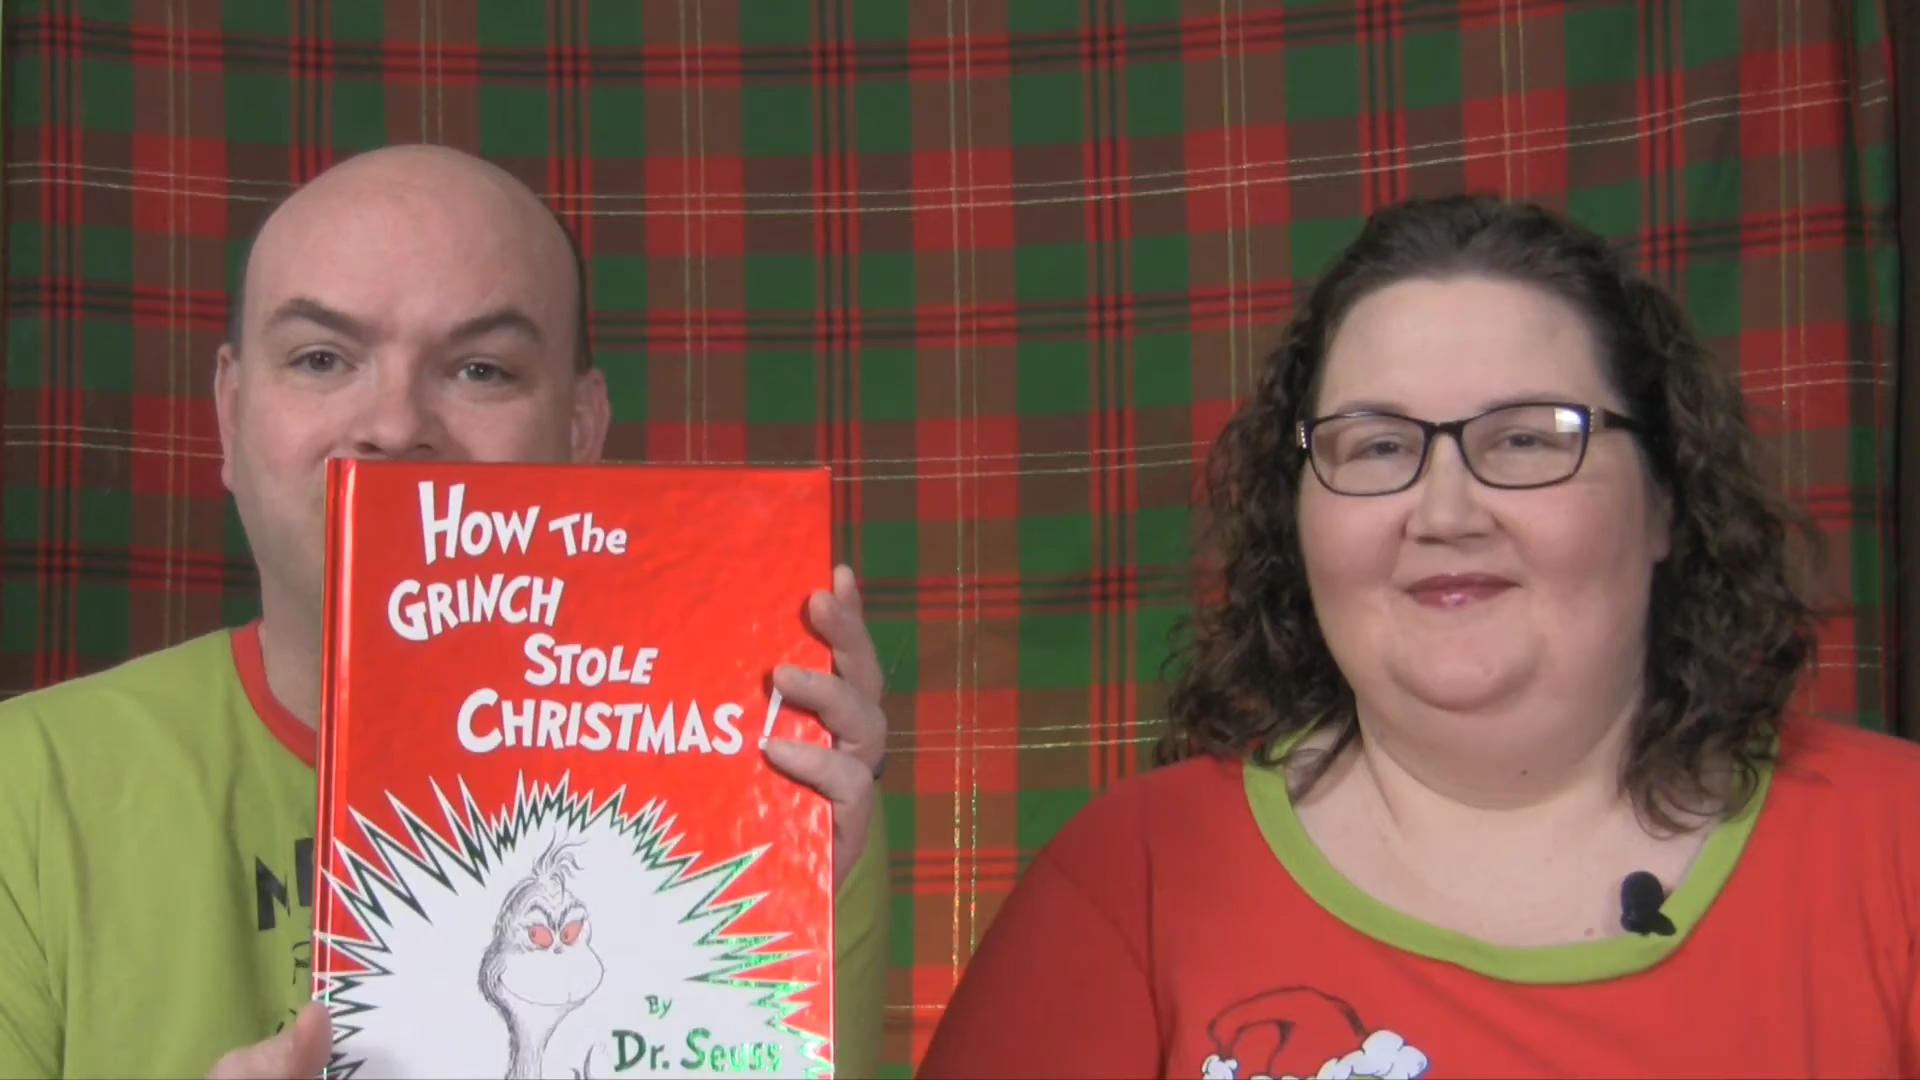 How The
GRINCH
STOLE
CHRISTMAS!
By
Dr. Seuss